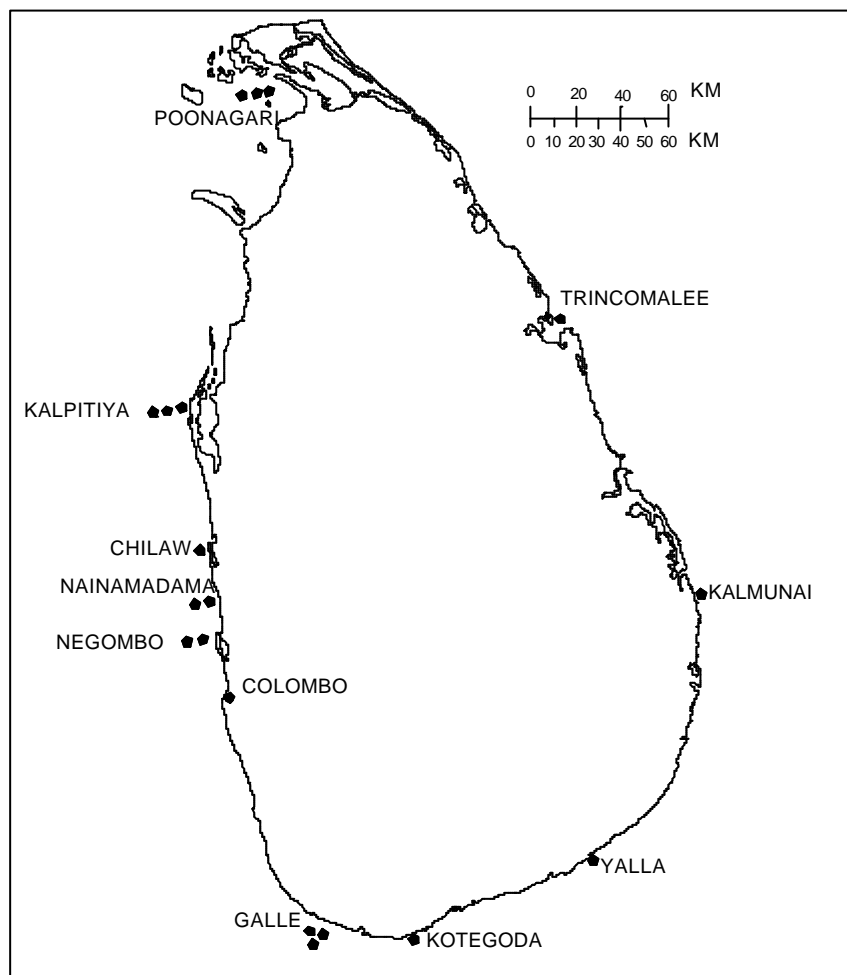 0 20 40 60 KM
POONAGARI
0 10 20 30 40 50 60 KM
TRINCOMALEE
KALPITIYA
CHILAW
NAINAMADAMA
KALMUNAI
NEGOMBO
COLOMBO
YALLA
GALLE
KOTEGODA